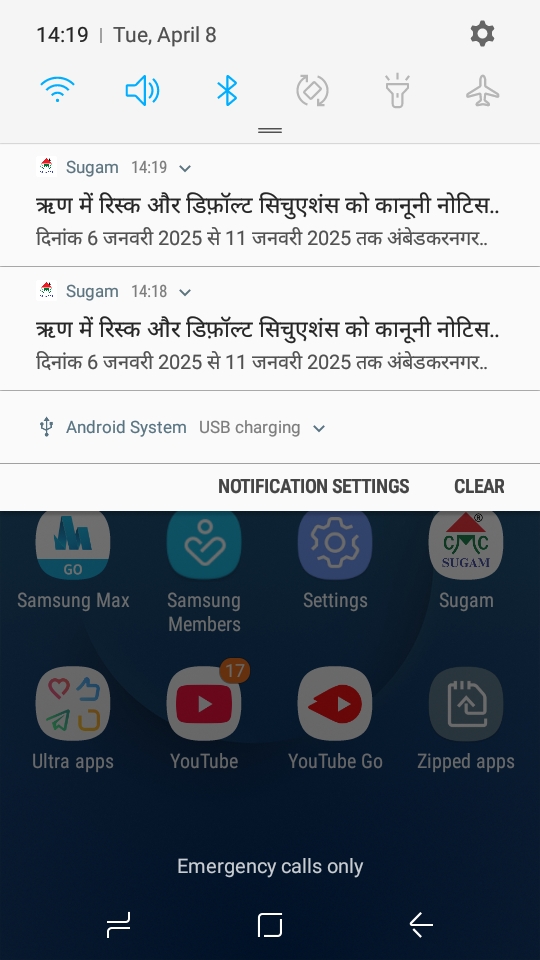 14:19 | Tue, April 8
Sugam 14:19
ऋण में रिस्क और डिफ़ॉल्ट सिचुएशंस को कानूनी नोटिस..
दिनांक 6 जनवरी 2025 से 11 जनवरी 2025 तक अंबेडकरनगर..
Sugam 14:18
ऋण में रिस्क और डिफ़ॉल्ट सिचुएशंस को कानूनी नोटिस..
दिनांक 6 जनवरी 2025 से 11 जनवरी 2025 तक अंबेडकरनगर..
Android System USB charging
NOTIFICATION SETTINGS CLEAR
GO
CMC ®
SUGAM
Samsung Max Samsung Members Settings Sugam
17
Ultra apps YouTube YouTube Go Zipped apps
Emergency calls only